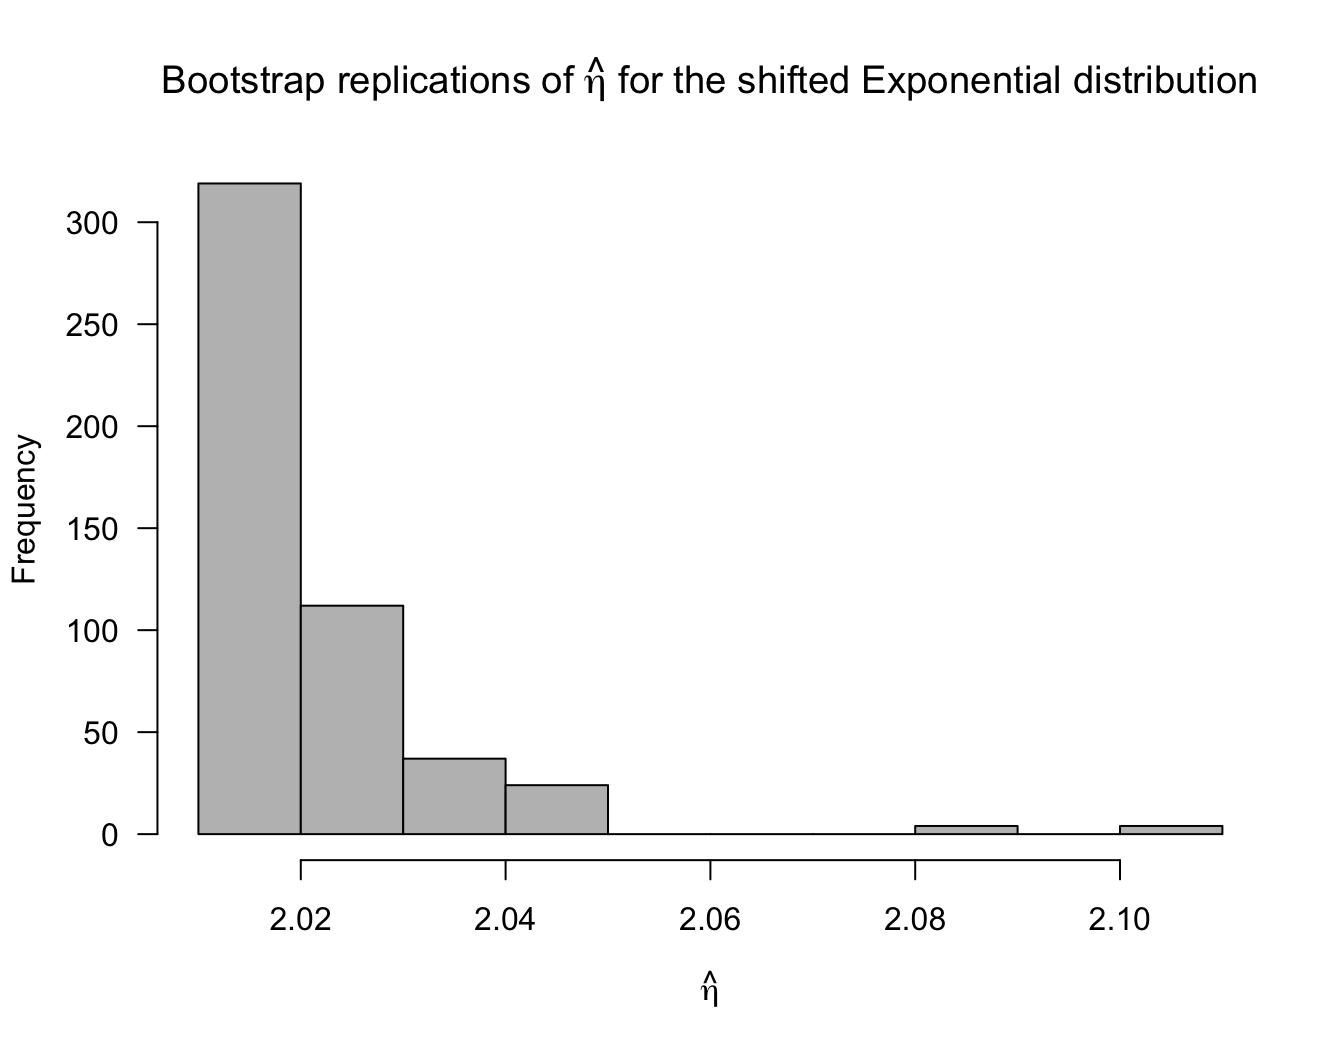 Bootstrap replications of η̂ for the shifted Exponential distribution
300
250
200
150
100
50
0
Frequency
2.02 2.04 2.06 2.08 2.10
η̂